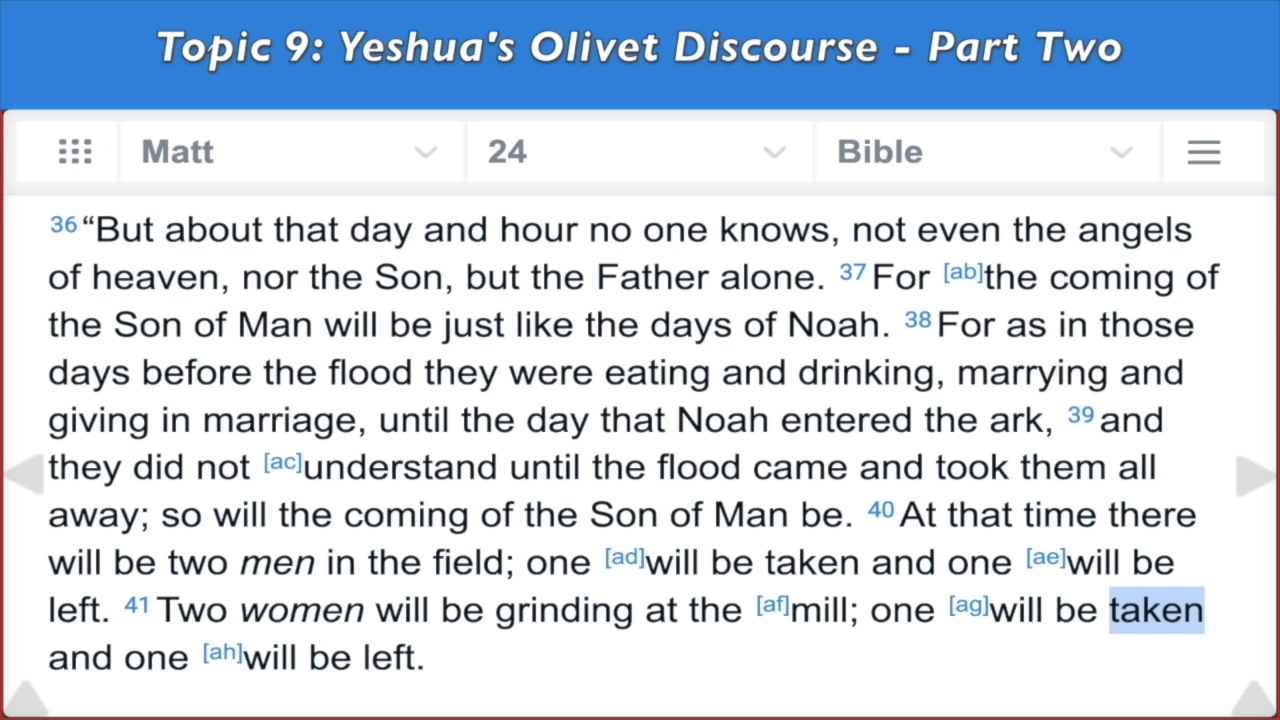 Topic 9: Yeshua's Olivet Discourse - Part Two
Matt 24 Bible
36 “But about that day and hour no one knows, not even the angels
of heaven, nor the Son, but the Father alone. 37 For [ab]the coming of
the Son of Man will be just like the days of Noah. 38 For as in those
days before the flood they were eating and drinking, marrying and
giving in marriage, until the day that Noah entered the ark, 39 and
they did not [ac]understand until the flood came and took them all
away; so will the coming of the Son of Man be. 40 At that time there
will be two men in the field; one [ad]will be taken and one [ae]will be
left. 41 Two women will be grinding at the [af]mill; one [ag]will be taken
and one [ah]will be left.